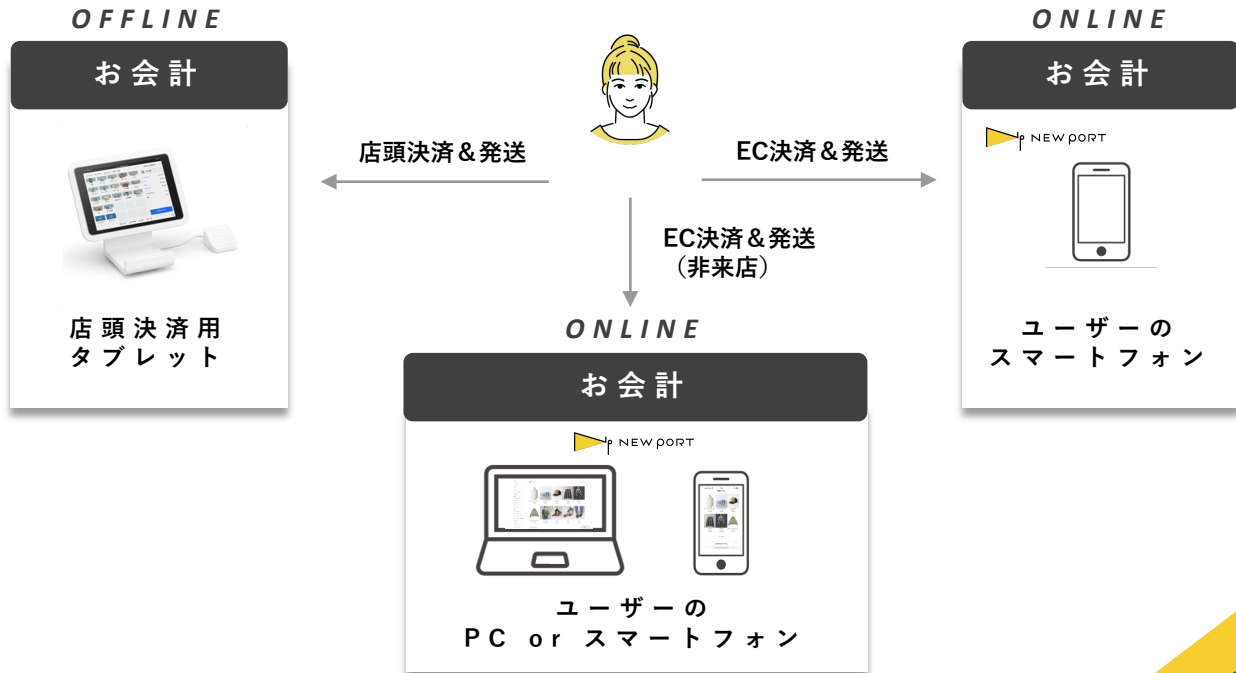 OFFLINE
お会計
店頭決済用
タブレット
店頭決済&発送
EC決済&発送
EC決済&発送
(非来店)
ONLINE
お会計
NEW PORT
ユーザーの
スマートフォン
ONLINE
お会計
NEW PORT
ユーザーの
PC or スマートフォン